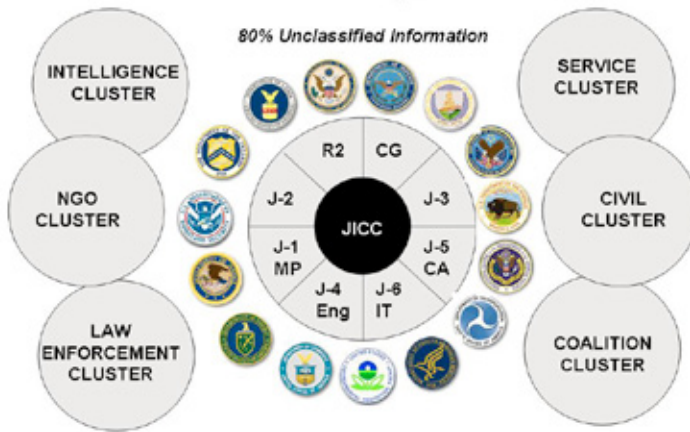 80% Unclassified Information
INTELLIGENCE
CLUSTER
SERVICE
CLUSTER
R2
CG
J-2
J-3
JICC
NGO
CLUSTER
CIVIL
CLUSTER
J-1
MP
J-5
CA
J-4
Eng
J-6
IT
LAW
ENFORCEMENT
CLUSTER
COALITION
CLUSTER